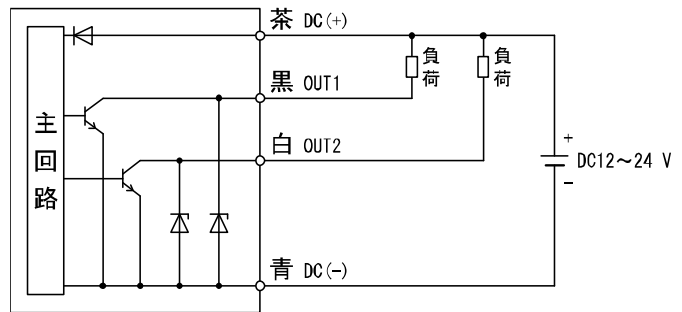 茶 DC(+)
負荷
負荷
黒 OUT1
主回路
白 OUT2
+
DC12～24 V
−
青 DC(−)